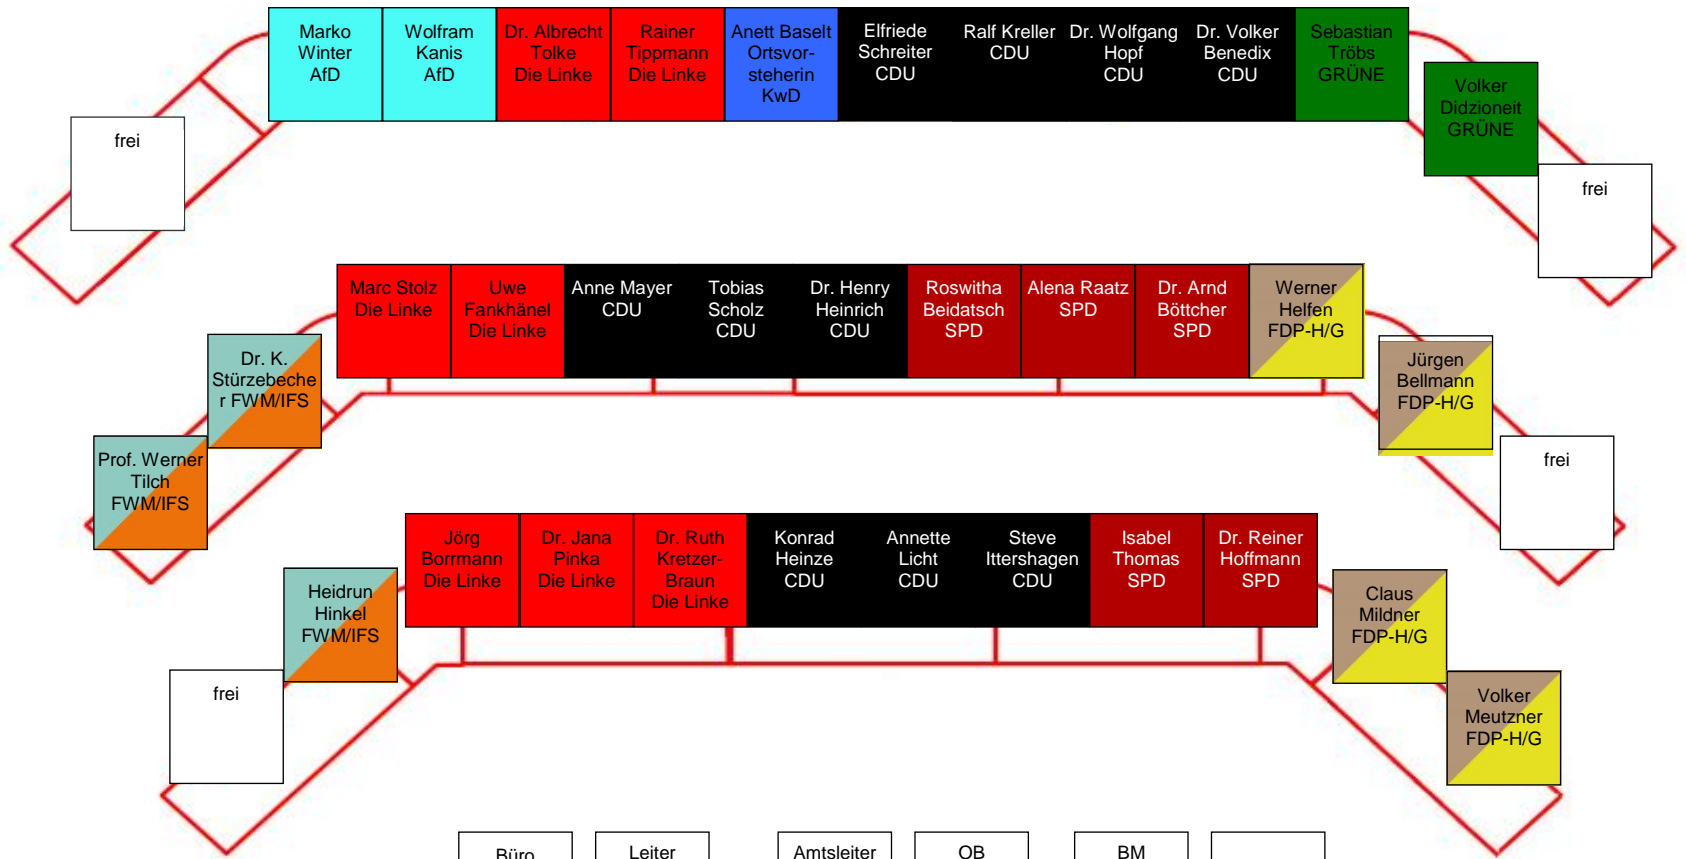 Marko
Winter
AfD
Wolfram
Kanis
AfD
Dr. Albrecht
Tolke
Die Linke
Rainer
Tippmann
Die Linke
Anett Baselt
Ortsvor-
steherin
KwD
Elfriede
Schreiter
CDU
Ralf Kreller
CDU
Dr. Wolfgang
Hopf
CDU
Dr. Volker
Benedix
CDU
Sebastian
Tröbs
GRÜNE
Volker
Didzioneit
GRÜNE
frei
frei
Marc Stolz
Die Linke
Uwe
Fankhänel
Die Linke
Anne Mayer
CDU
Tobias
Scholz
CDU
Dr. Henry
Heinrich
CDU
Roswitha
Beidatsch
SPD
Alena Raatz
SPD
Dr. Arnd
Böttcher
SPD
Werner
Helfen
FDP-H/G
Dr. K.
Stürzebeche
r FWM/IFS
Jürgen
Bellmann
FDP-H/G
Prof. Werner
Tilch
FWM/IFS
frei
Jörg
Borrmann
Die Linke
Dr. Jana
Pinka
Die Linke
Dr. Ruth
Kretzer-
Braun
Die Linke
Konrad
Heinze
CDU
Annette
Licht
CDU
Steve
Ittershagen
CDU
Isabel
Thomas
SPD
Dr. Reiner
Hoffmann
SPD
Heidrun
Hinkel
FWM/IFS
Claus
Mildner
FDP-H/G
frei
Volker
Meutzner
FDP-H/G
Büro
Leiter
Amtsleiter
OB
BM